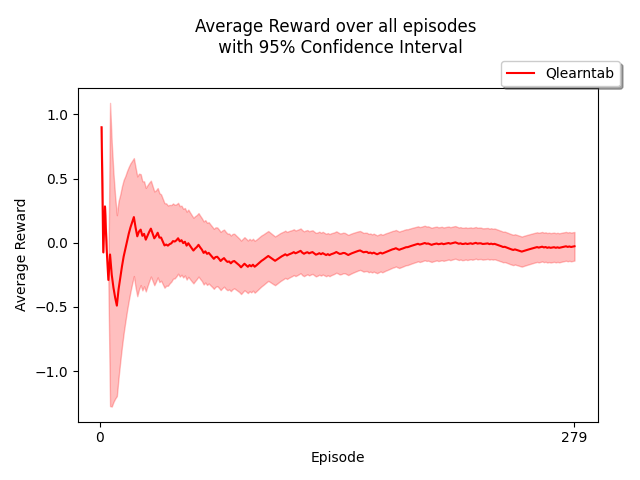 Average Reward over all episodes
with 95% Confidence Interval
Qlearntab
1.0
0.5
0.0
−0.5
−1.0
Average Reward
0
279
Episode